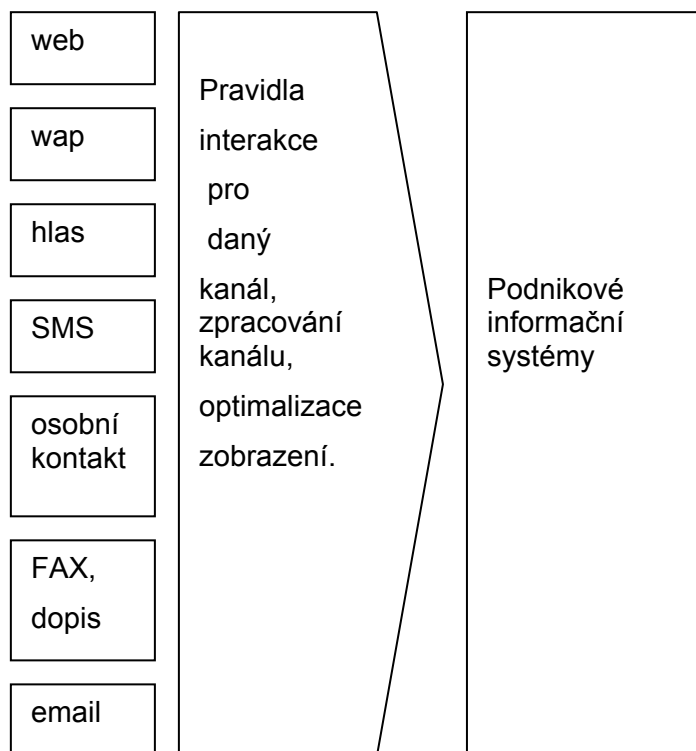 web
wap
hlas
SMS
osobní
kontakt
FAX,
dopis
email
Pravidla
interakce
pro
daný
kanál,
zpracování
kanálu,
optimalizace
zobrazení.
Podnikové
informační
systémy